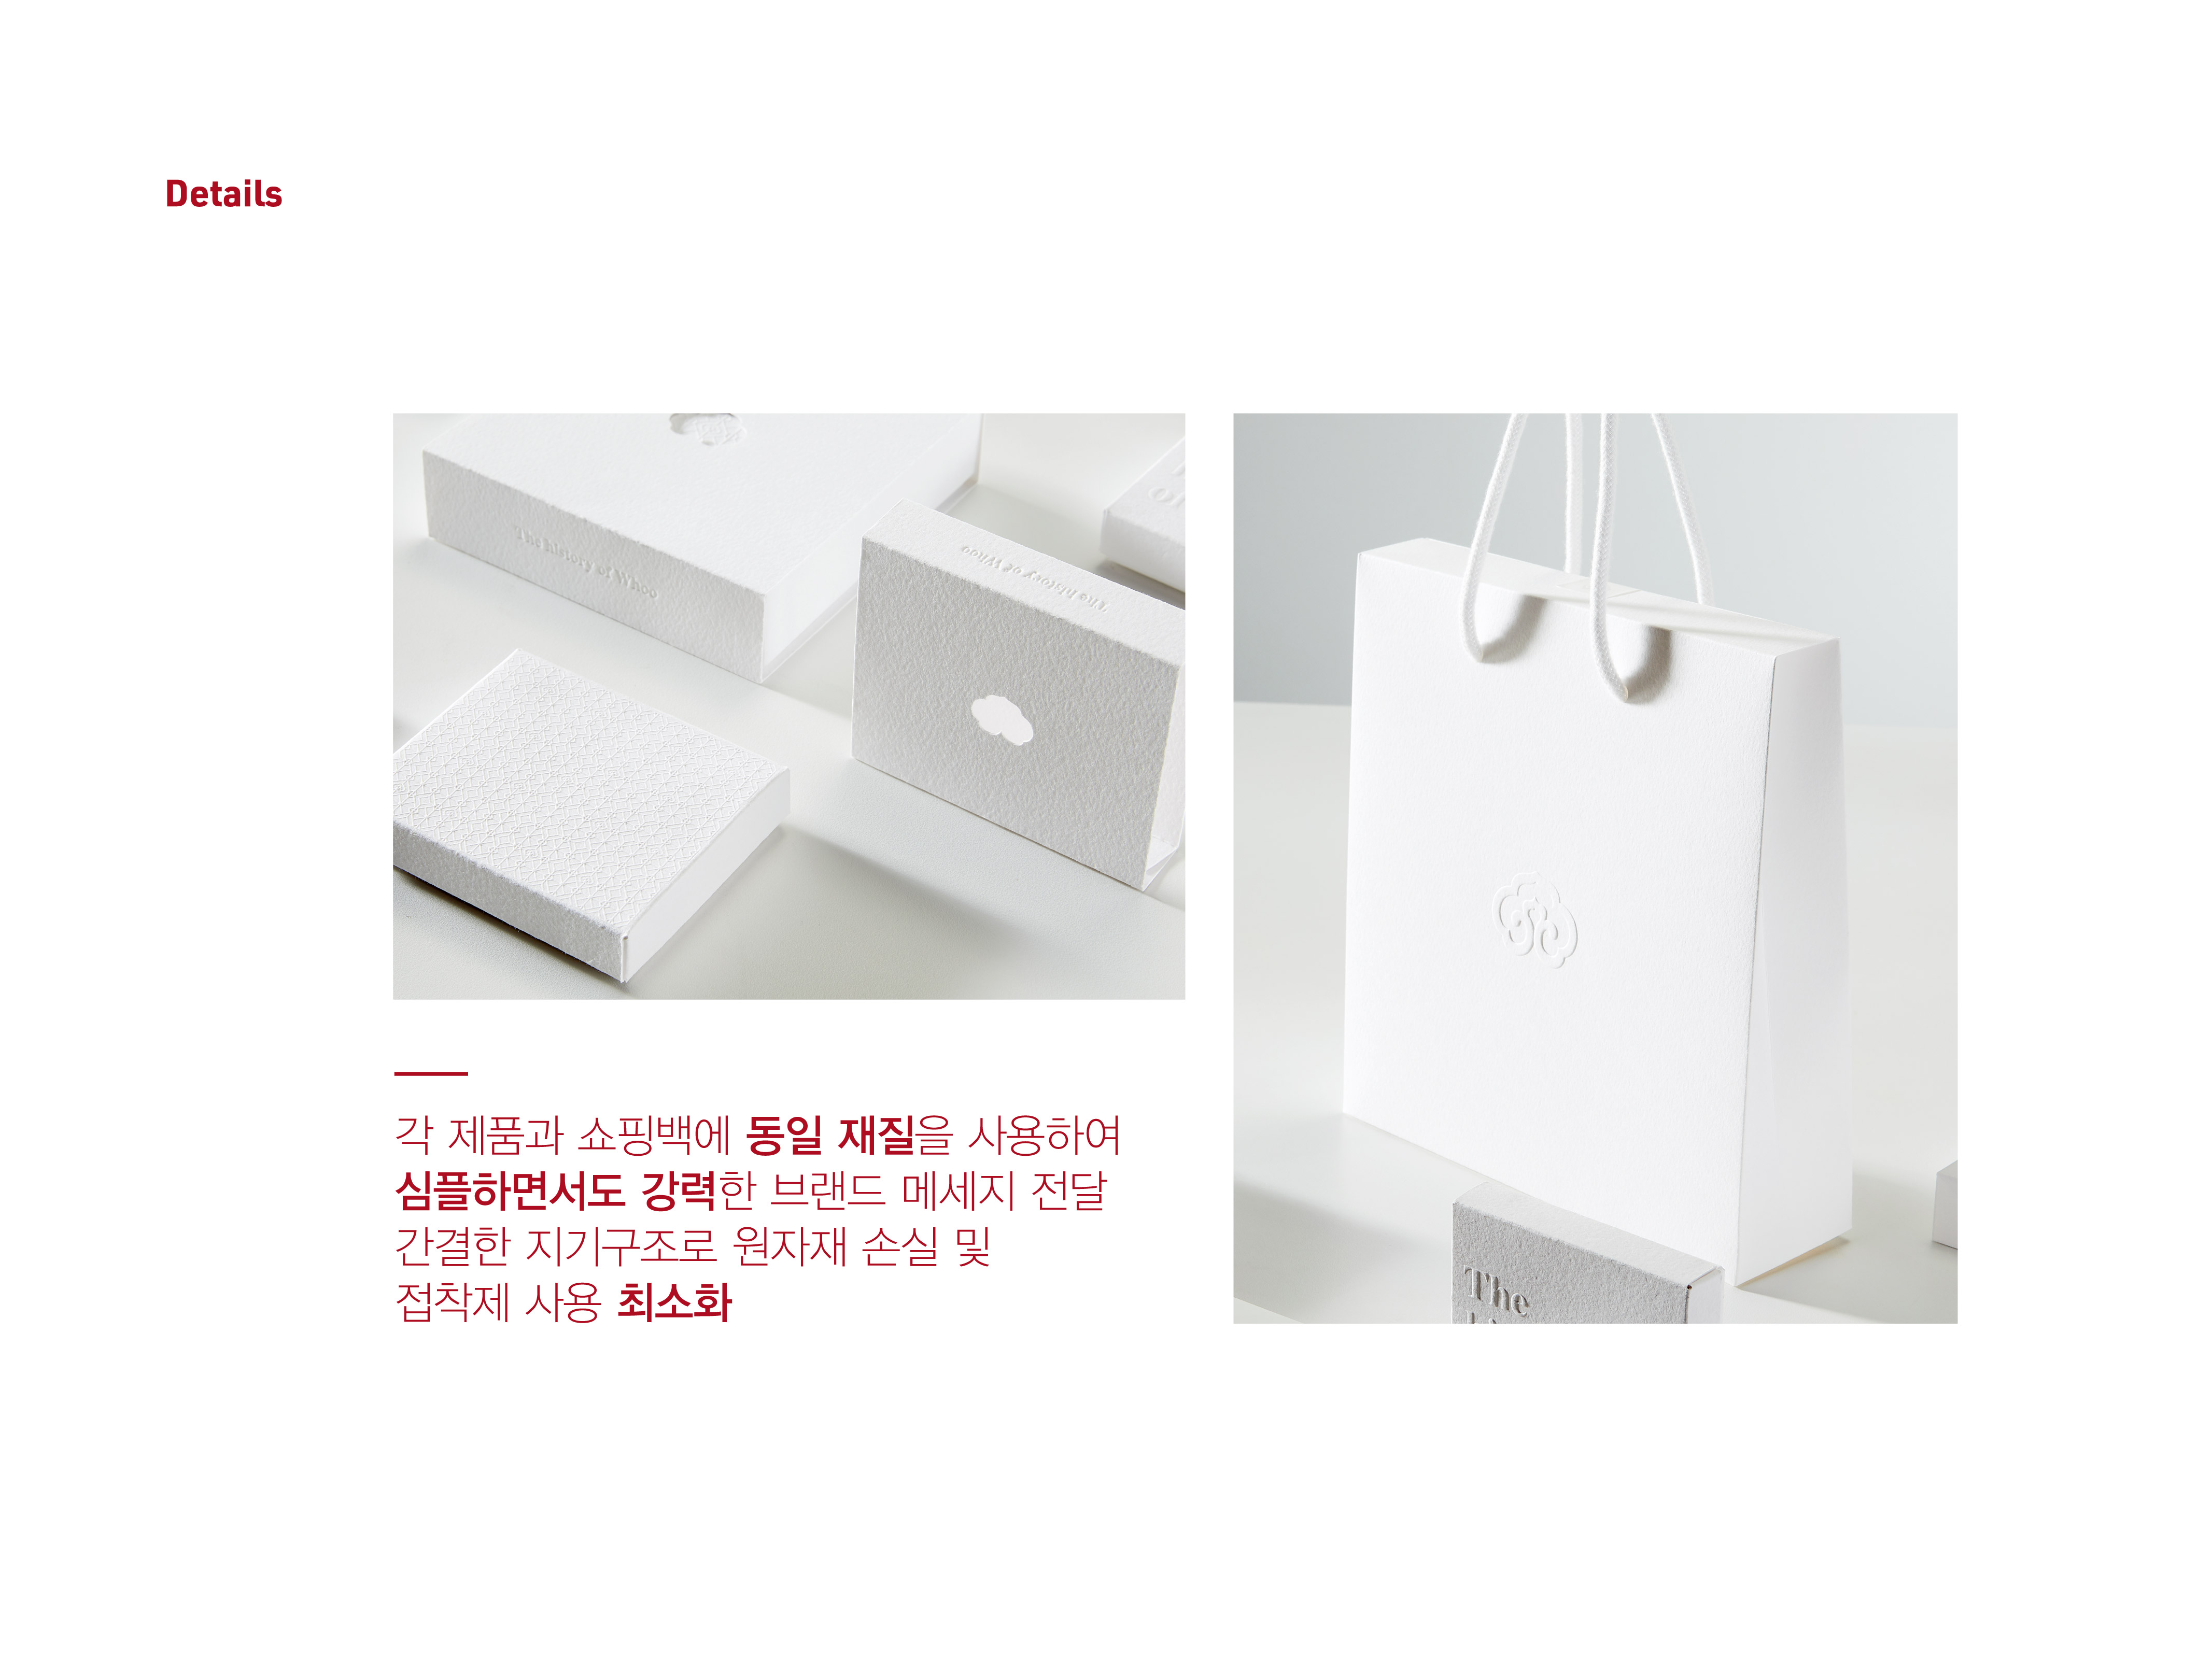 Details
The history of Whoo
The history of Whoo
각 제품과 쇼핑백에 동일 재질을 사용하여
심플하면서도 강력한 브랜드 메세지 전달
간결한 지기구조로 원자재 손실 및
접착제 사용 최소화
The